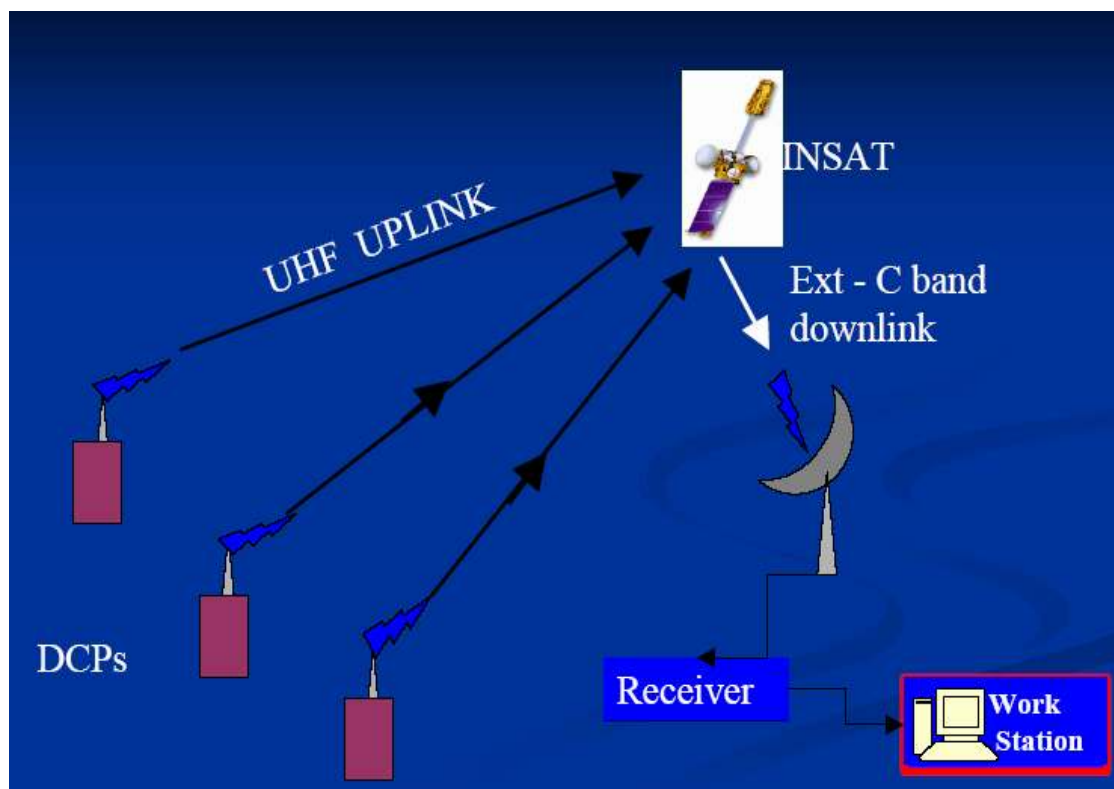 INSAT
UHF UPLINK
Ext - C band
downlink
DCPs
Receiver
Work
Station